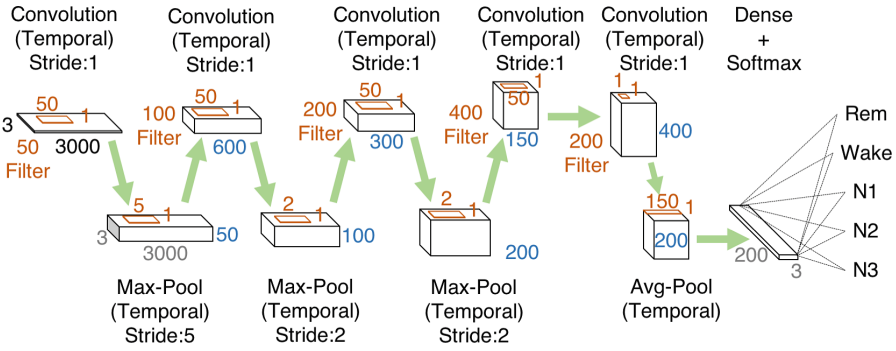 Convolution
(Temporal)
Stride:1
Convolution
(Temporal)
Stride:1
Convolution
(Temporal)
Stride:1
Convolution
(Temporal)
Stride:1
Convolution
(Temporal)
Stride:1
Dense
+
Softmax
50
1
3
50
Filter
3000
50
1
100
Filter
600
50
1
200
Filter
300
1
50
400
Filter
150
1
1
200
Filter
400
5
1
3
3000
50
2
1
100
2
1
200
150
1
200
200
3
Rem
Wake
N1
N2
N3
Max-Pool
(Temporal)
Stride:5
Max-Pool
(Temporal)
Stride:2
Max-Pool
(Temporal)
Stride:2
Avg-Pool
(Temporal)